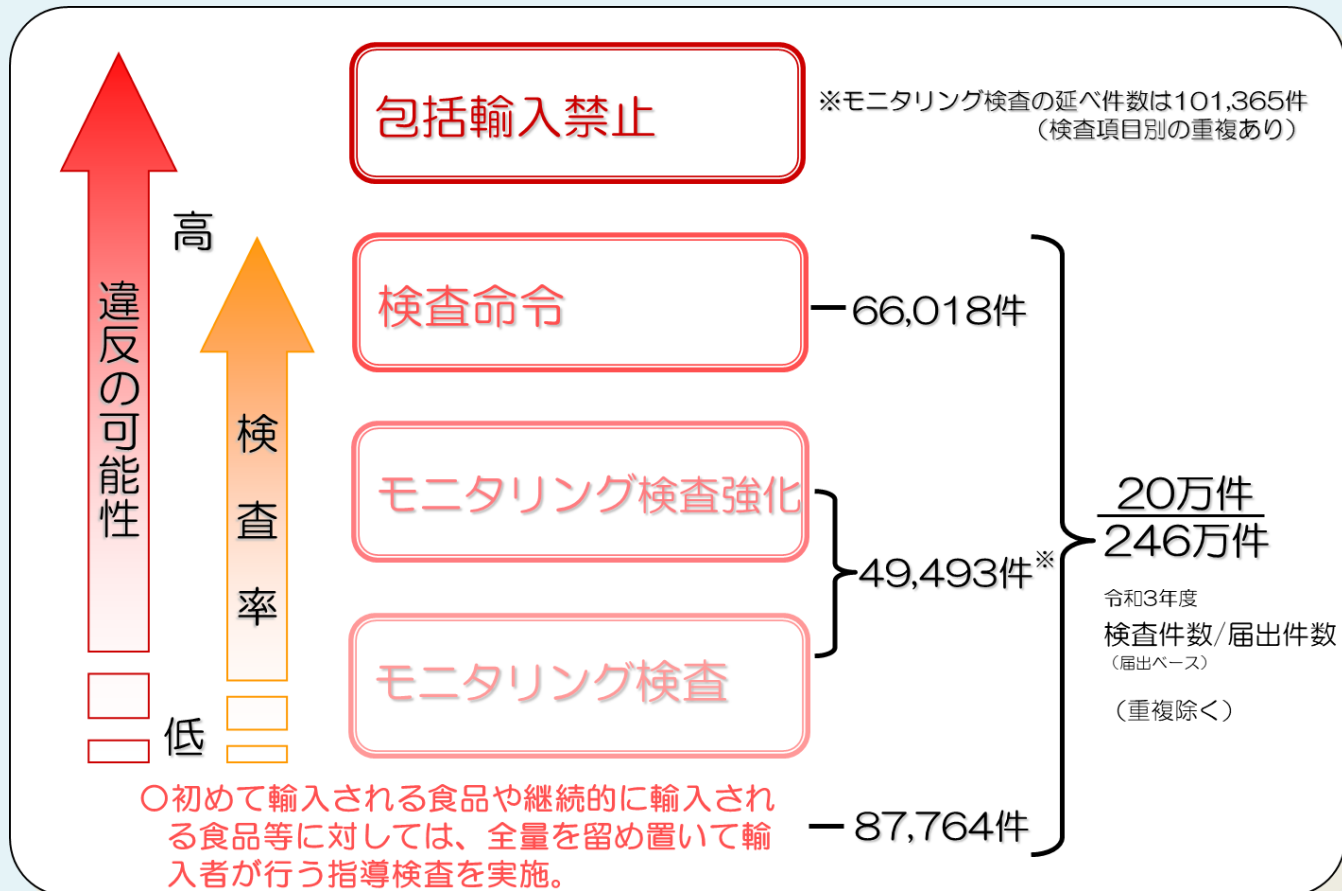 包括輸入禁止
※モニタリング検査の延べ件数は101,365件
（検査項目別の重複あり）
高
違反の可能性
検査率
検査命令
66,018件
モニタリング検査強化
49,493件※
モニタリング検査
20万件
246万件
令和3年度
検査件数/届出件数
（届出ベース）
（重複除く）
低
○初めて輸入される食品や継続的に輸入され
る食品等に対しては、全量を留め置いて輸
入者が行う指導検査を実施。
87,764件